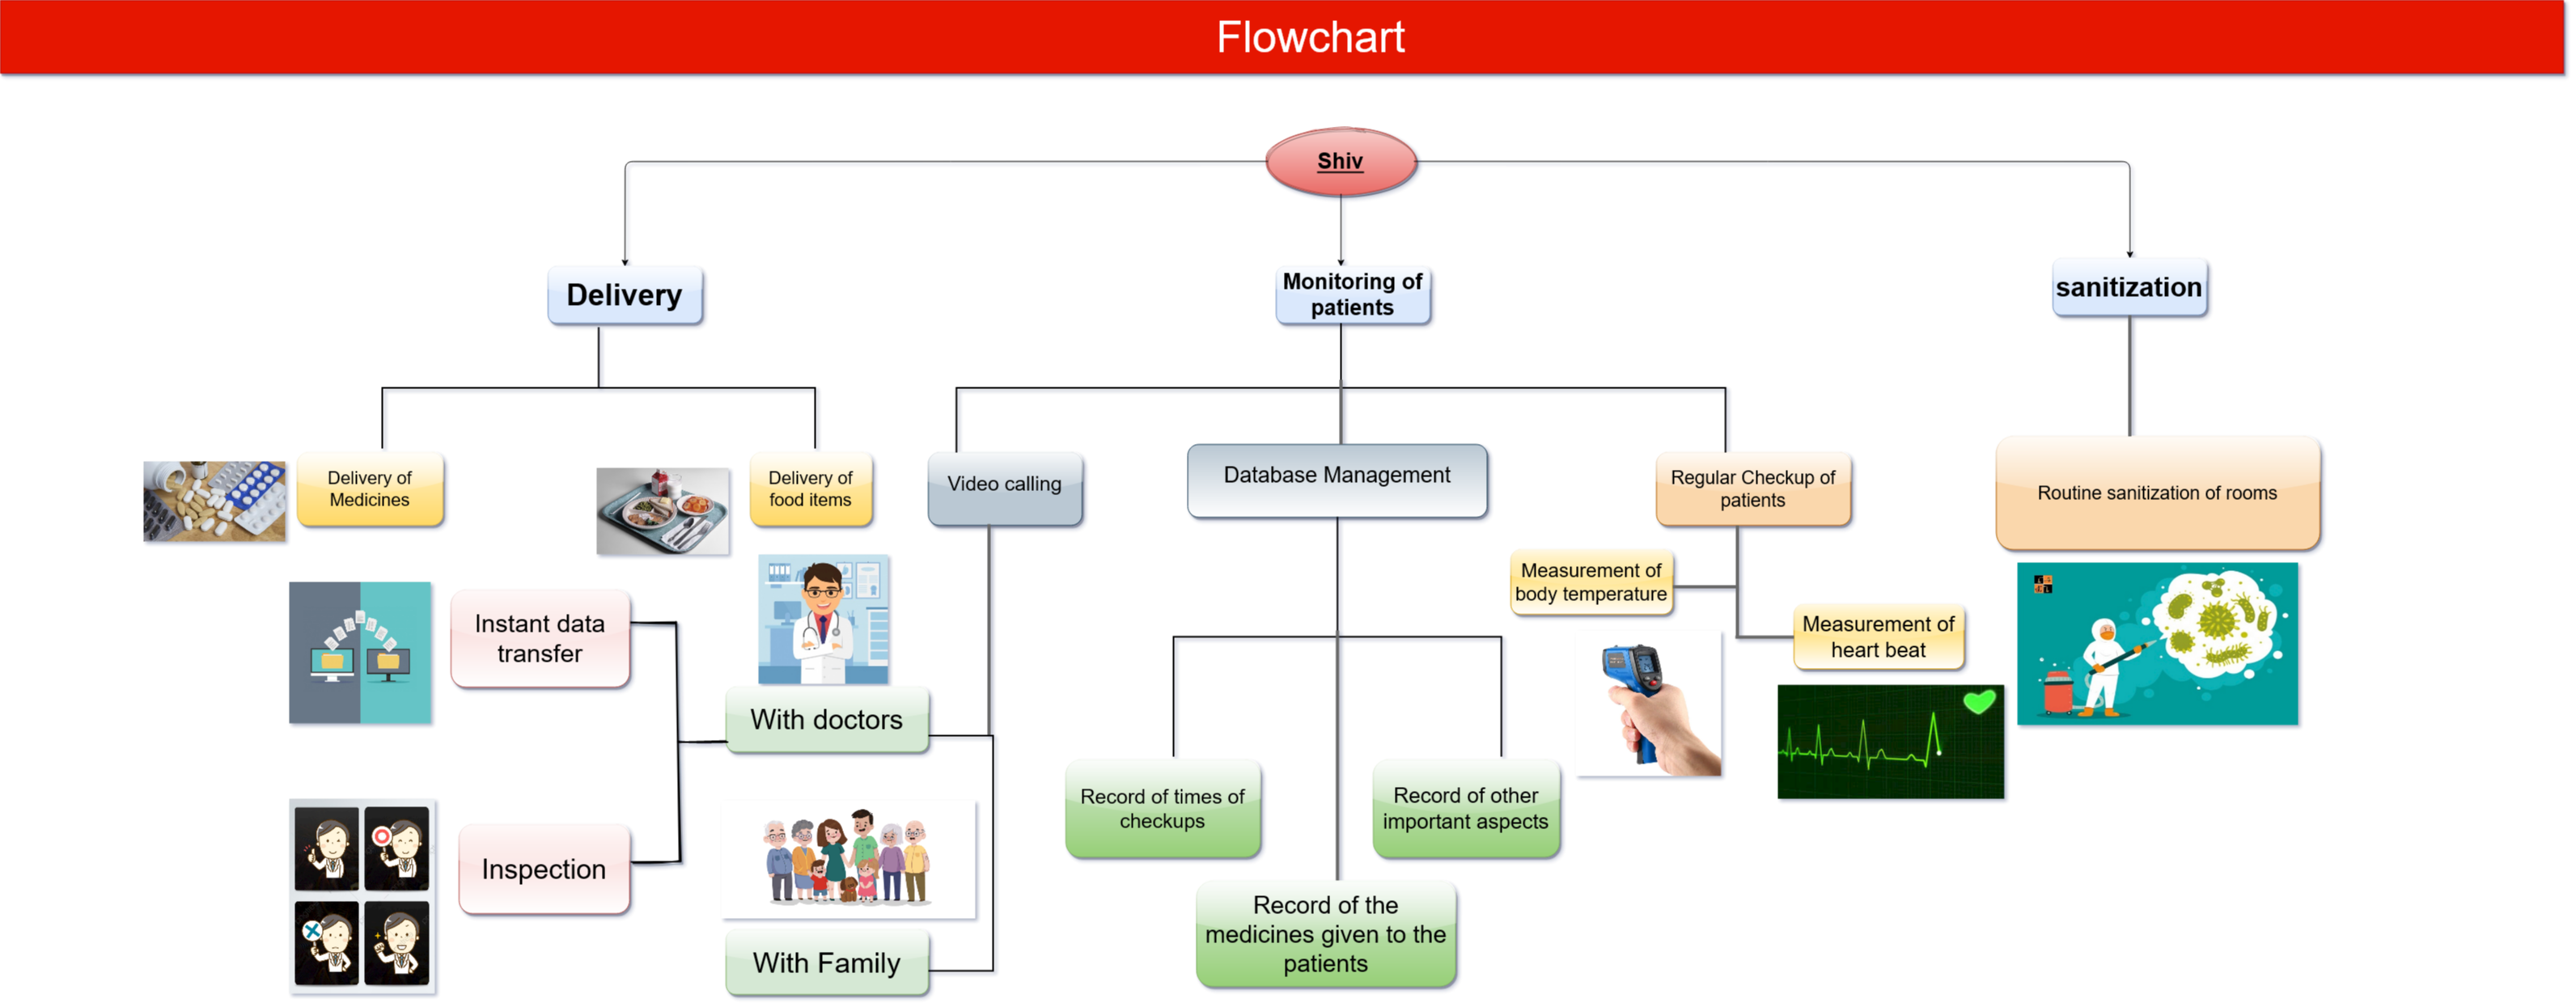 Flowchart
Shiv
Delivery
Monitoring of
patients
sanitization
Delivery of
Medicines
Delivery of
food items
Video calling
Database Management
Regular Checkup of
patients
Routine sanitization of rooms
Measurement of
body temperature
Measurement of
heart beat
Instant data
transfer
With doctors
Record of times of
checkups
Record of other
important aspects
Inspection
Record of the
medicines given to the
patients
With Family